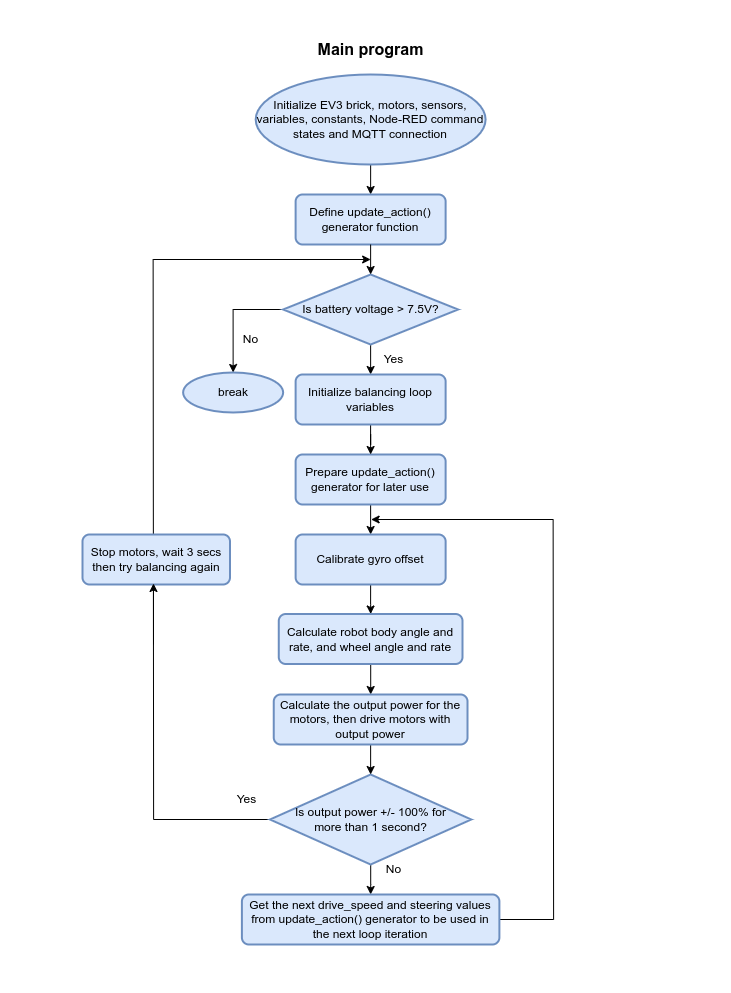 Main program
Initialize EV3 brick, motors, sensors,
variables, constants, Node-RED command
states and MQTT connection
Define update_action()
generator function
Is battery voltage > 7.5V?
No
Yes
break
Initialize balancing loop
variables
Prepare update_action()
generator for later use
Stop motors, wait 3 secs
then try balancing again
Calibrate gyro offset
Calculate robot body angle and
rate, and wheel angle and rate
Calculate the output power for the
motors, then drive motors with
output power
Yes
Is output power +/- 100% for
more than 1 second?
No
Get the next drive_speed and steering values
from update_action() generator to be used in
the next loop iteration